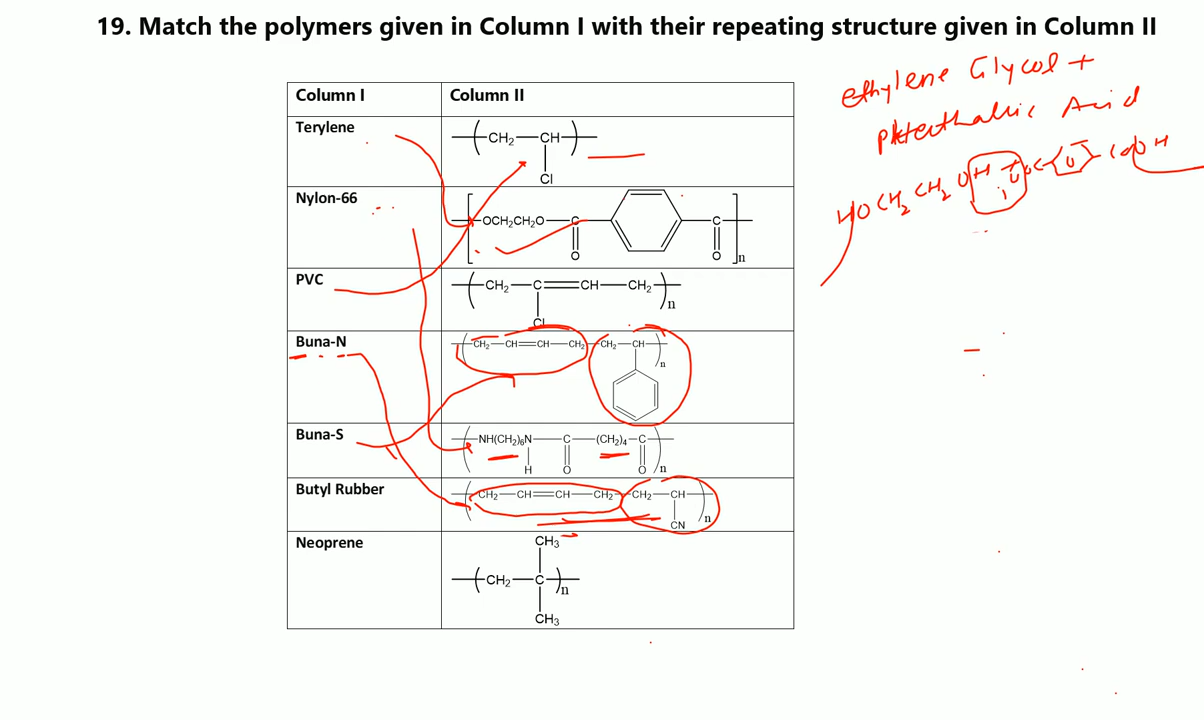 19. Match the polymers given in Column I with their repeating structure given in Column II
ethylene Glycol +
Acid
HOCH₂CH₂OH
COOH
Column I Column II
Terylene
CH₂ CH
Cl
Nylon-66
OCH₂CH₂O C C
O O n
PVC
CH₂ C CH CH₂
n
Cl
Buna-N
CH₂ CH CH CH₂ CH₂ CH
n
Buna-S
NH(CH₂)₆N C (CH₂)₄ C
H O O n
Butyl Rubber
CH₂ CH CH CH₂ CH₂ CH
CN n
Neoprene
CH₃
CH₂ C n
CH₃